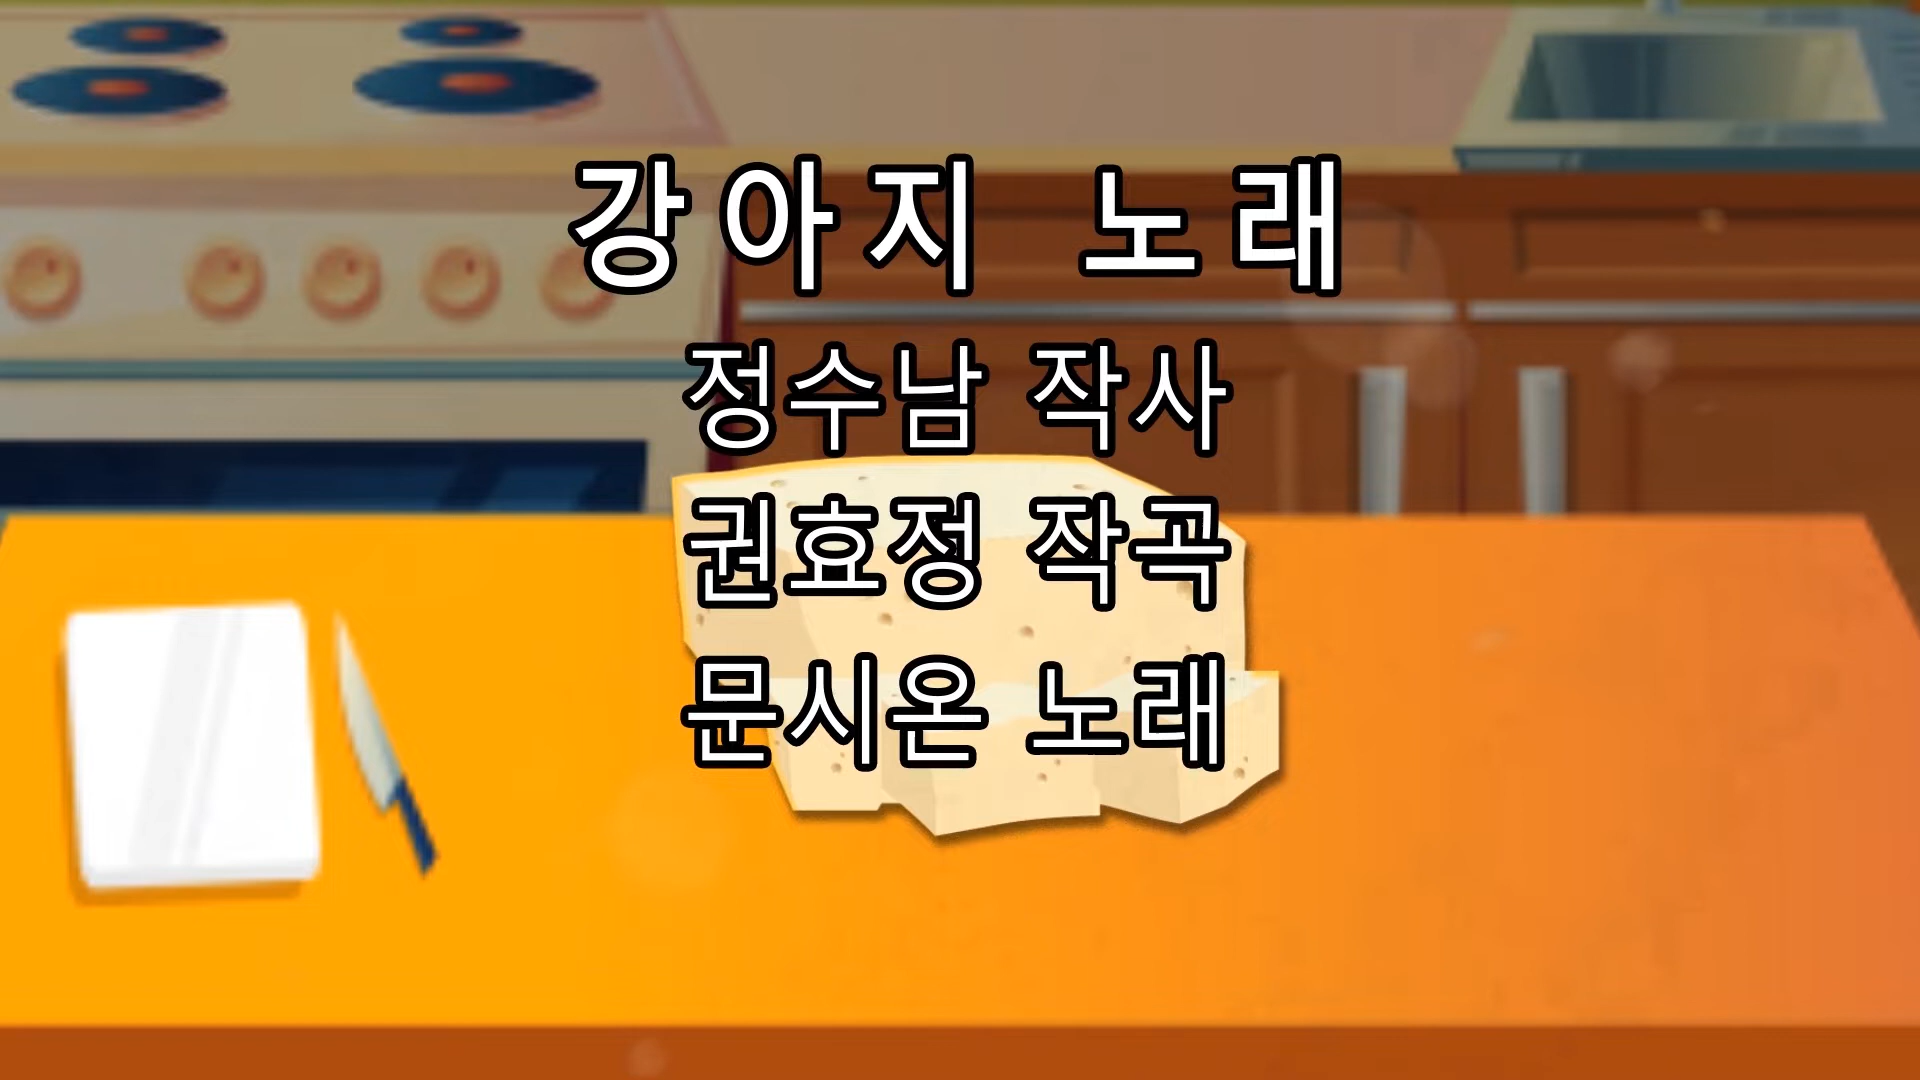 강아지 노래
정수남 작사
권효정 작곡
문시온 노래